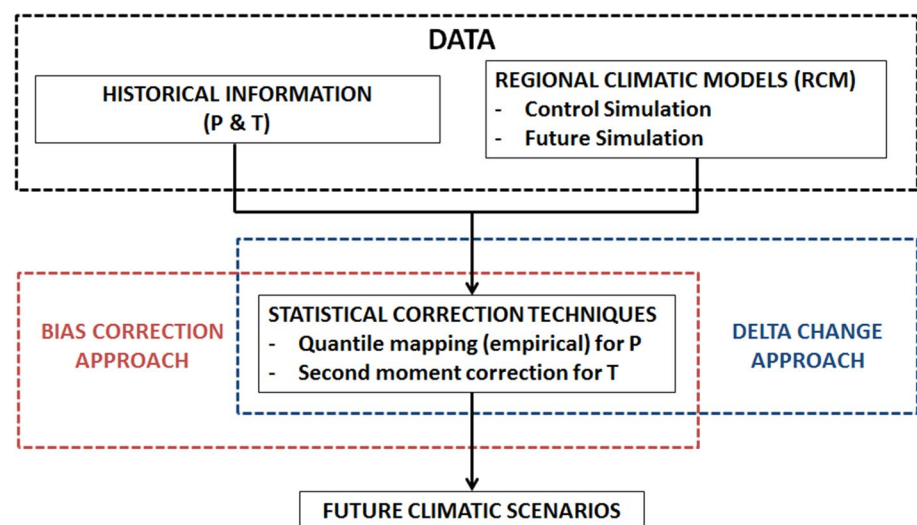 DATA
HISTORICAL INFORMATION
(P & T)
REGIONAL CLIMATIC MODELS (RCM)
- Control Simulation
- Future Simulation
BIAS CORRECTION
APPROACH
STATISTICAL CORRECTION TECHNIQUES
- Quantile mapping (empirical) for P
- Second moment correction for T
DELTA CHANGE
APPROACH
FUTURE CLIMATIC SCENARIOS